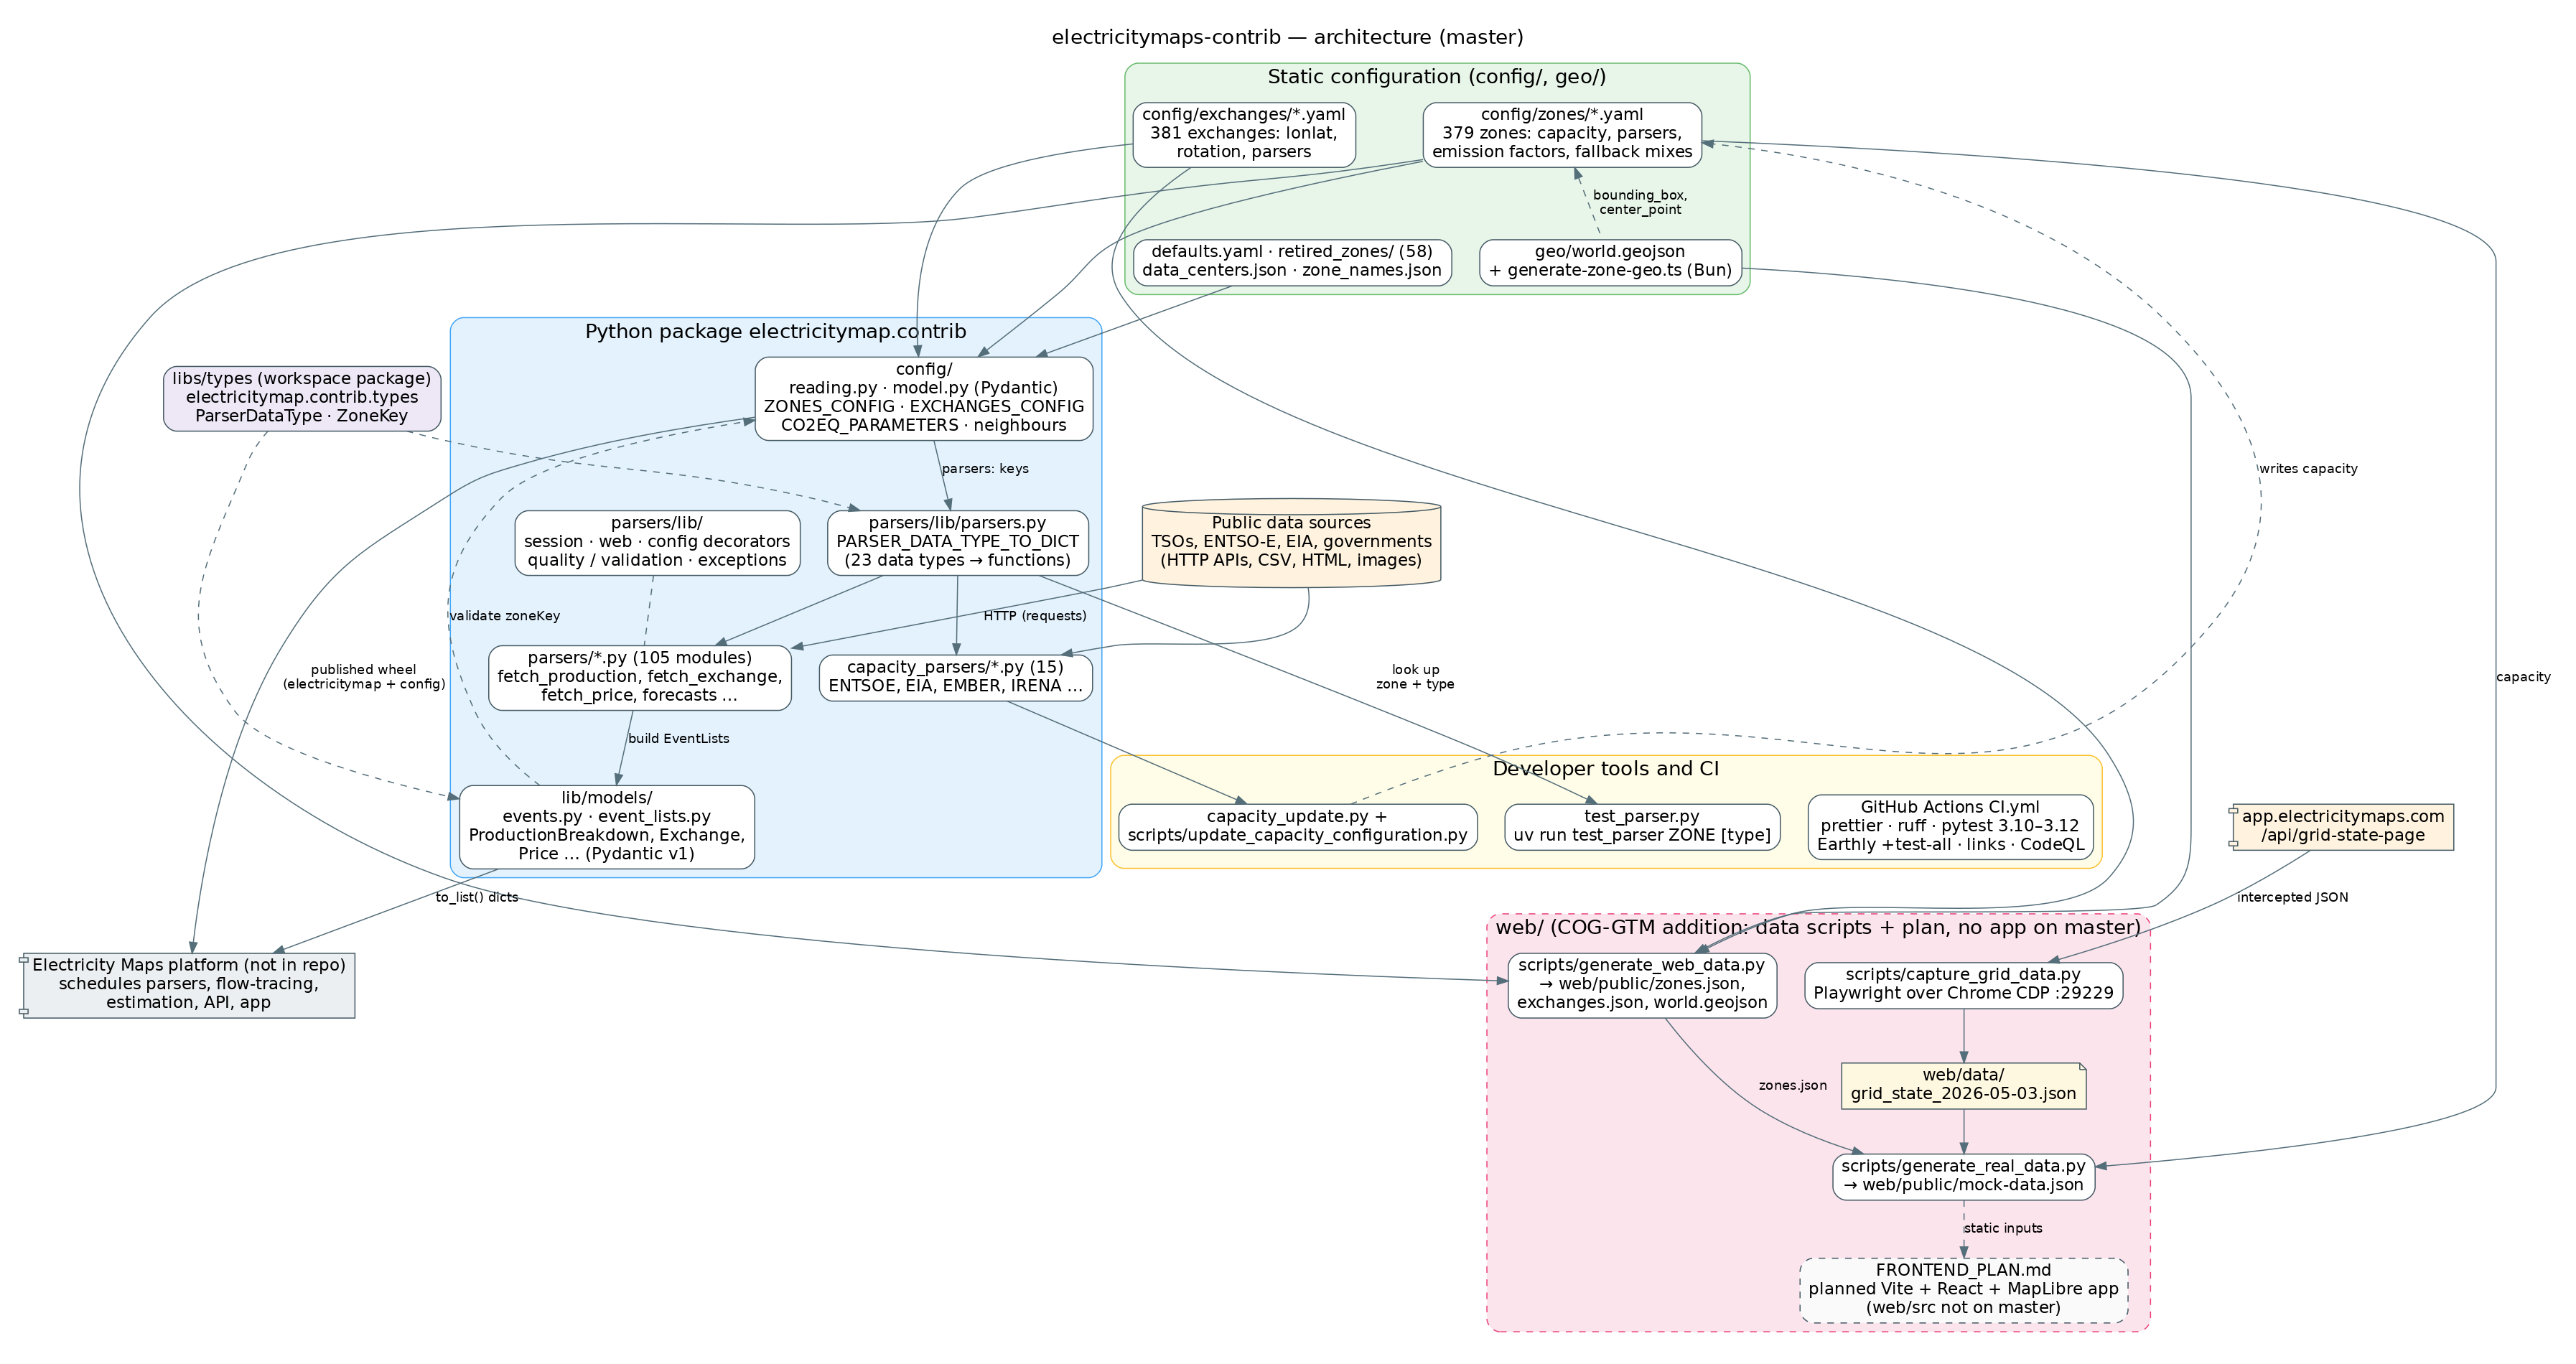 electricitymaps-contrib — architecture (master)
Static configuration (config/, geo/)
config/exchanges/*.yaml
381 exchanges: lonlat,
rotation, parsers
config/zones/*.yaml
379 zones: capacity, parsers,
emission factors, fallback mixes
bounding_box,
center_point
defaults.yaml · retired_zones/ (58)
data_centers.json · zone_names.json
geo/world.geojson
+ generate-zone-geo.ts (Bun)
Python package electricitymap.contrib
libs/types (workspace package)
electricitymap.contrib.types
ParserDataType · ZoneKey
config/
reading.py · model.py (Pydantic)
ZONES_CONFIG · EXCHANGES_CONFIG
CO2EQ_PARAMETERS · neighbours
parsers: keys
writes capacity
parsers/lib/
session · web · config decorators
quality / validation · exceptions
parsers/lib/parsers.py
PARSER_DATA_TYPE_TO_DICT
(23 data types → functions)
Public data sources
TSOs, ENTSO-E, EIA, governments
(HTTP APIs, CSV, HTML, images)
validate zoneKey
HTTP (requests)
published wheel
(electricitymap + config)
parsers/*.py (105 modules)
fetch_production, fetch_exchange,
fetch_price, forecasts …
capacity_parsers/*.py (15)
ENTSOE, EIA, EMBER, IRENA …
look up
zone + type
capacity
build EventLists
Developer tools and CI
lib/models/
events.py · event_lists.py
ProductionBreakdown, Exchange,
Price … (Pydantic v1)
capacity_update.py +
scripts/update_capacity_configuration.py
test_parser.py
uv run test_parser ZONE [type]
GitHub Actions CI.yml
prettier · ruff · pytest 3.10–3.12
Earthly +test-all · links · CodeQL
app.electricitymaps.com
/api/grid-state-page
to_list() dicts
intercepted JSON
web/ (COG-GTM addition: data scripts + plan, no app on master)
Electricity Maps platform (not in repo)
schedules parsers, flow-tracing,
estimation, API, app
scripts/generate_web_data.py
→ web/public/zones.json,
exchanges.json, world.geojson
scripts/capture_grid_data.py
Playwright over Chrome CDP :29229
zones.json
web/data/
grid_state_2026-05-03.json
scripts/generate_real_data.py
→ web/public/mock-data.json
static inputs
FRONTEND_PLAN.md
planned Vite + React + MapLibre app
(web/src not on master)